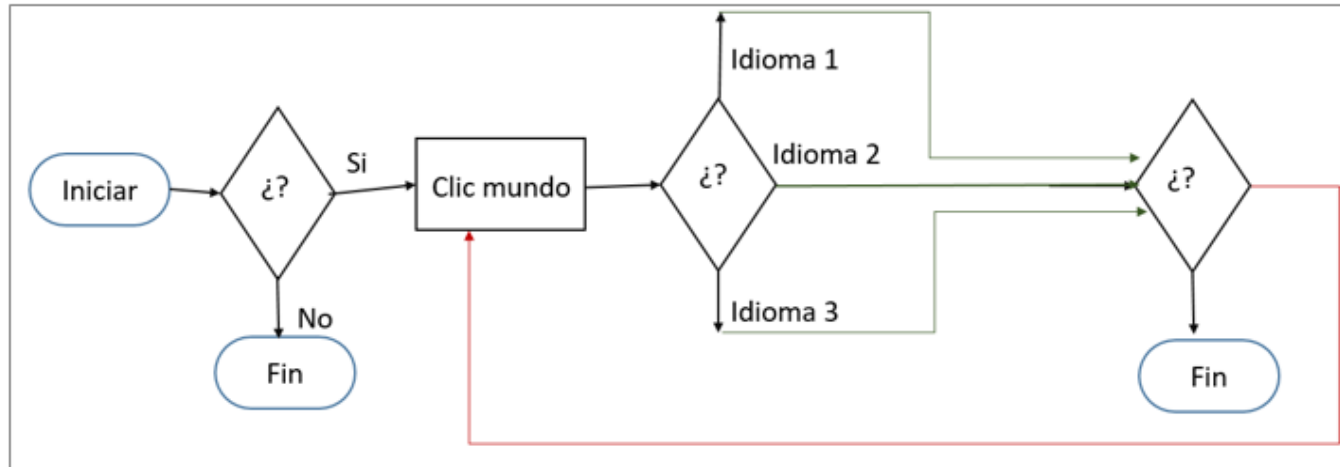 Iniciar
¿?
Si
No
Fin
Clic mundo
¿?
Idioma 1
Idioma 2
Idioma 3
¿?
Fin